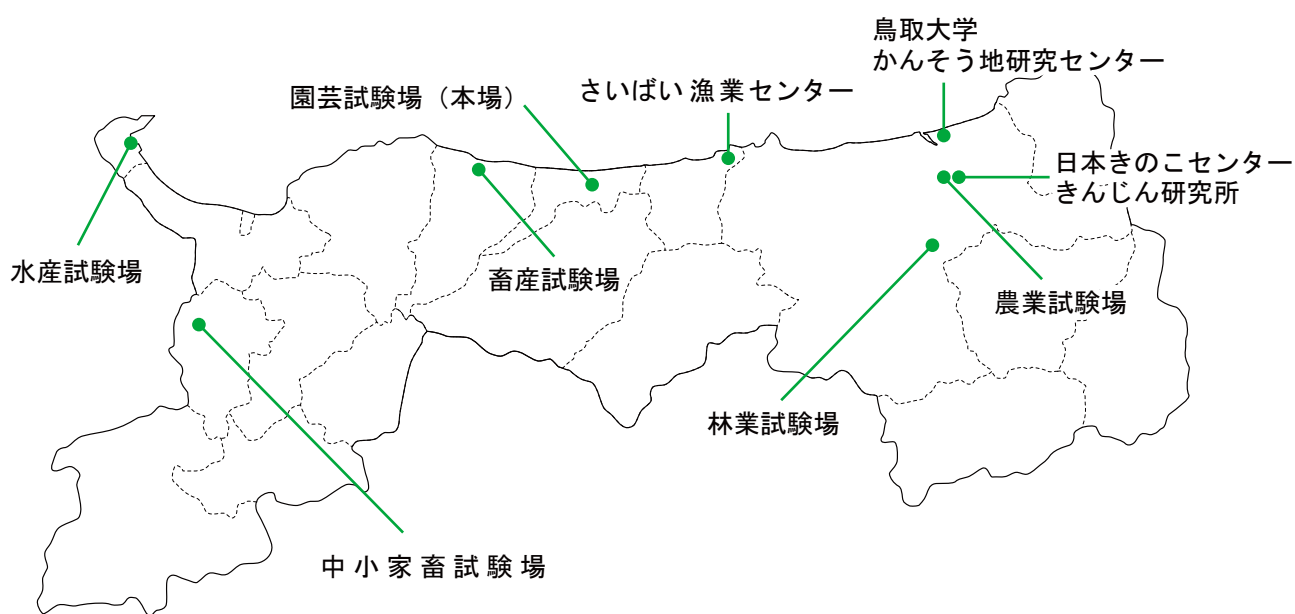 鳥取大学
かんそう地研究センター
さいばい漁業センター
園芸試験場（本場）
日本きのこセンター
きんじん研究所
水産試験場
畜産試験場
農業試験場
林業試験場
中小家畜試験場